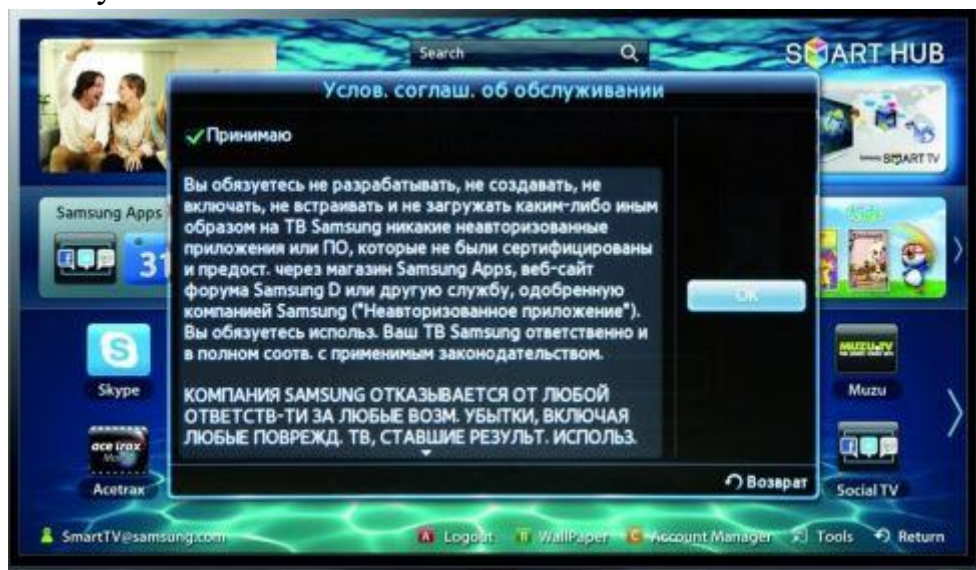 Search
SMART HUB
Услов. соглаш. об обслуживании
Принимаю
SMART TV
Вы обязуетесь не разрабатывать, не создавать, не
включать, не встраивать и не загружать каким-либо иным
образом на ТВ Samsung никакие неавторизованные
приложения или ПО, которые не были сертифицированы
и предост. через магазин Samsung Apps, веб-сайт
форума Samsung D или другую службу, одобренную
компанией Samsung ("Неавторизованное приложение").
Вы обязуетесь использ. Ваш ТВ Samsung ответственно и
в полном соотв. с применимым законодательством.
КОМПАНИЯ SAMSUNG ОТКАЗЫВАЕТСЯ ОТ ЛЮБОЙ
ОТВЕТСТВ-ТИ ЗА ЛЮБЫЕ ВОЗМ. УБЫТКИ, ВКЛЮЧАЯ
ЛЮБЫЕ ПОВРЕЖД. ТВ, СТАВШИЕ РЕЗУЛЬТ. ИСПОЛЬЗ.
OK
Возврат
Samsung Apps
31
Skype
MUZU.TV
Muzu
acetrax
Acetrax
Social TV
SmartTV@samsung.com
A Logout
B WallPaper
C Account Manager
Tools
Return